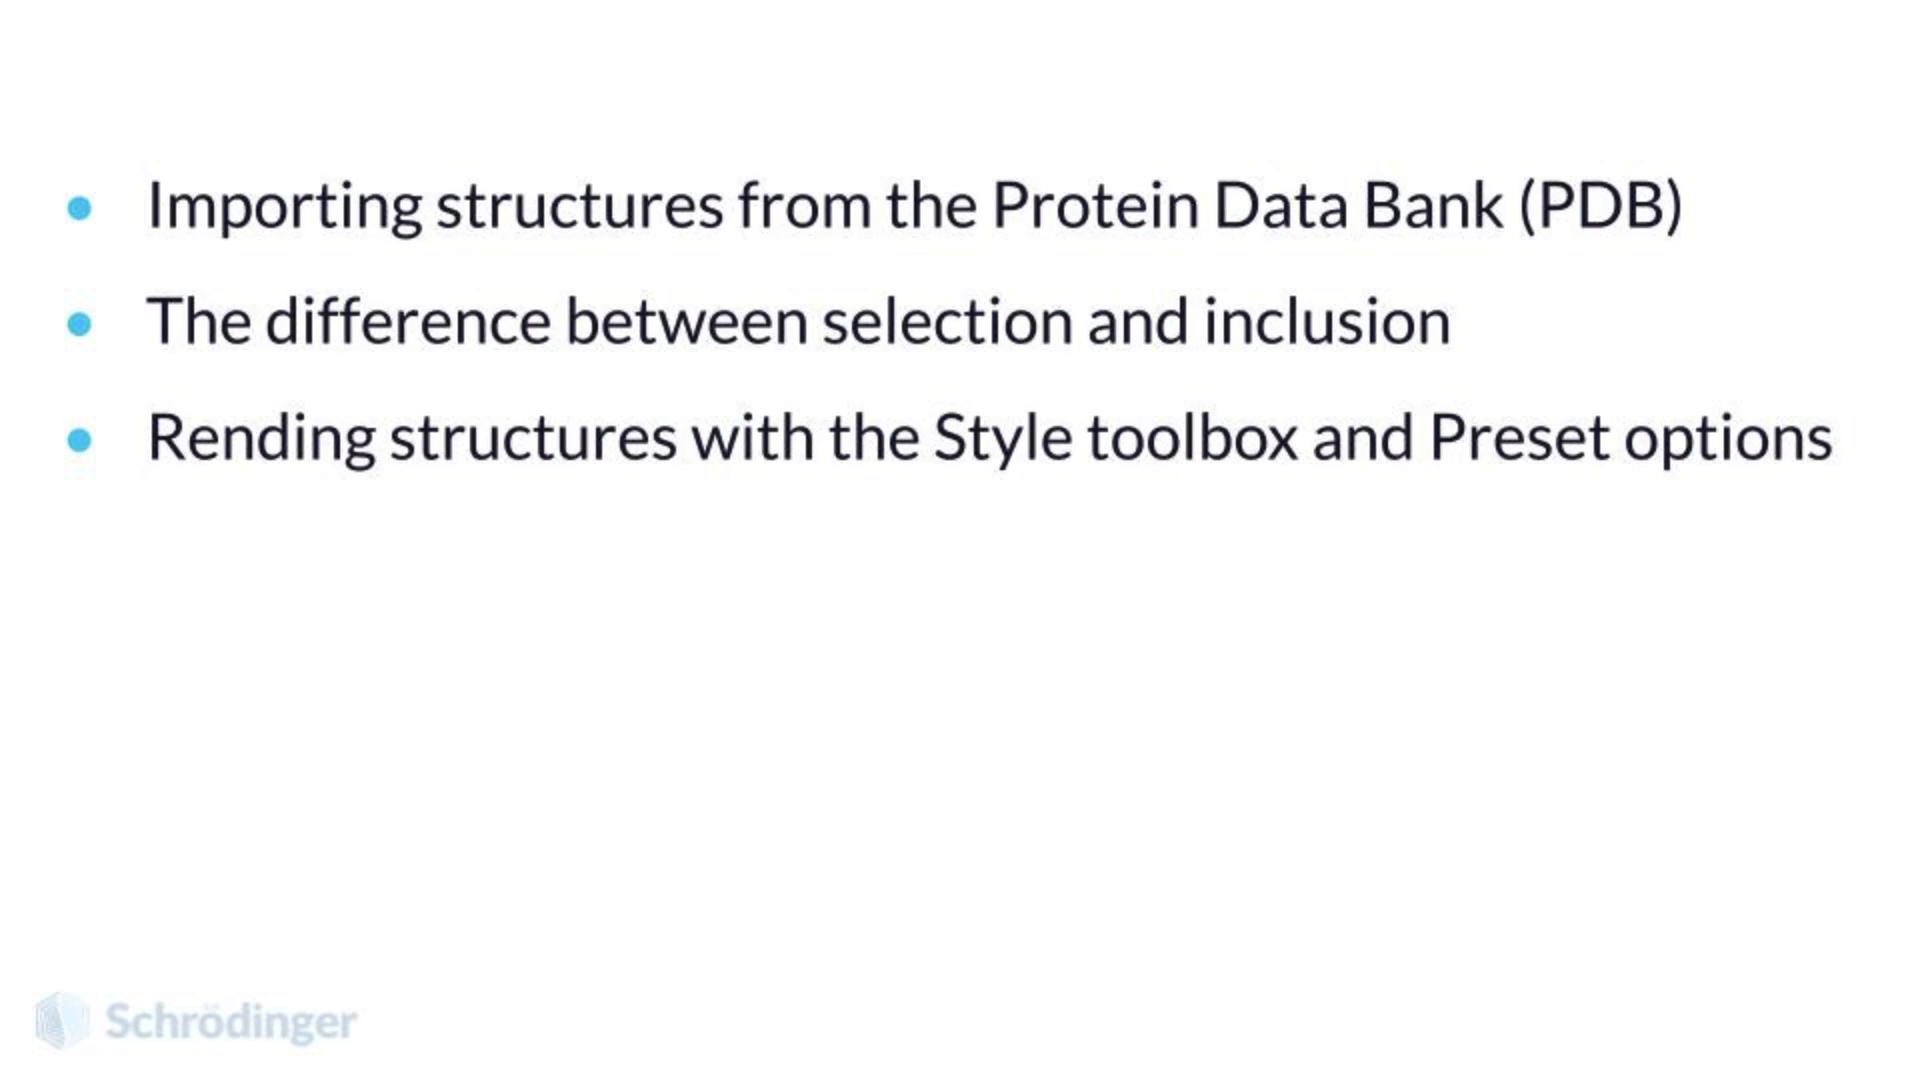 Importing structures from the Protein Data Bank (PDB)
The difference between selection and inclusion
Rending structures with the Style toolbox and Preset options
Schrödinger